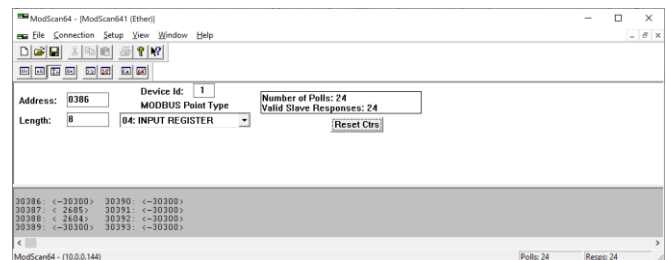 ModScan64 - [ModScan641 (Ether)]
File Connection Setup View Window Help
Address: 0386
Device Id: 1
MODBUS Point Type
Length: 8
04: INPUT REGISTER
Number of Polls: 24
Valid Slave Responses: 24
Reset Ctrs
30386: <-30300> 30390: <-30300>
30387: < 2685> 30391: <-30300>
30388: < 2604> 30392: <-30300>
30389: <-30300> 30393: <-30300>
ModScan64 - (10.0.0.144) Polls: 24 Resps: 24